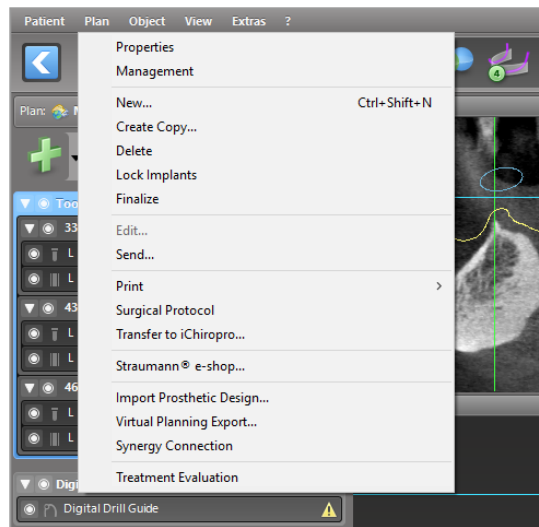 Patient Plan Object View Extras ?
Properties
Management
Plan:
New... Ctrl+Shift+N
Create Copy...
Delete
Lock Implants
Finalize
Edit...
Send...
Print
Surgical Protocol
Transfer to iChiropro...
Straumann® e-shop...
Import Prosthetic Design...
Virtual Planning Export...
Synergy Connection
Treatment Evaluation
4
33
L
L
43
L
L
46
L
L
Digital Drill Guide